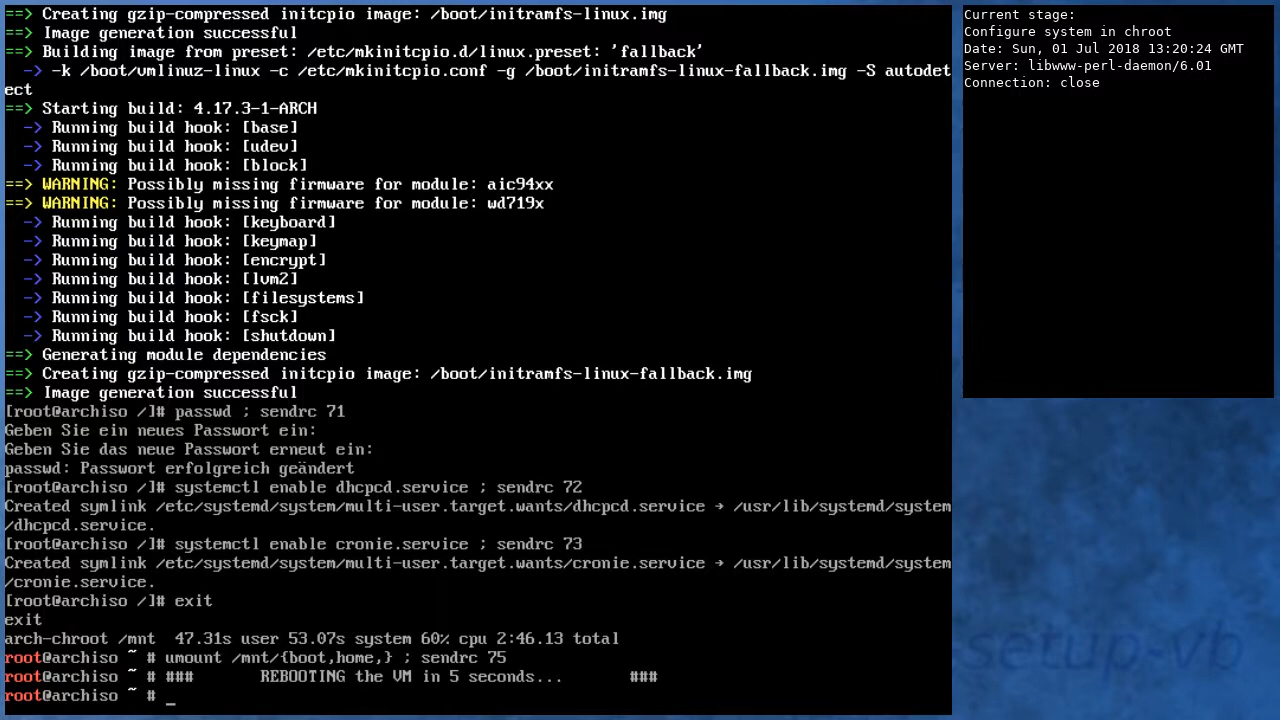 ==> Creating gzip-compressed initcpio image: /boot/initramfs-linux.img
==> Image generation successful
==> Building image from preset: /etc/mkinitcpio.d/linux.preset: 'fallback'
  -> -k /boot/vmlinuz-linux -c /etc/mkinitcpio.conf -g /boot/initramfs-linux-fallback.img -S autodet
ect
==> Starting build: 4.17.3-1-ARCH
  -> Running build hook: [base]
  -> Running build hook: [udev]
  -> Running build hook: [block]
==> WARNING: Possibly missing firmware for module: aic94xx
==> WARNING: Possibly missing firmware for module: wd719x
  -> Running build hook: [keyboard]
  -> Running build hook: [keymap]
  -> Running build hook: [encrypt]
  -> Running build hook: [lvm2]
  -> Running build hook: [filesystems]
  -> Running build hook: [fsck]
  -> Running build hook: [shutdown]
==> Generating module dependencies
==> Creating gzip-compressed initcpio image: /boot/initramfs-linux-fallback.img
==> Image generation successful
[root@archiso /]# passwd ; sendrc 71
Geben Sie ein neues Passwort ein:
Geben Sie das neue Passwort erneut ein:
passwd: Passwort erfolgreich geändert
[root@archiso /]# systemctl enable dhcpcd.service ; sendrc 72
Created symlink /etc/systemd/system/multi-user.target.wants/dhcpcd.service → /usr/lib/systemd/system
/dhcpcd.service.
[root@archiso /]# systemctl enable cronie.service ; sendrc 73
Created symlink /etc/systemd/system/multi-user.target.wants/cronie.service → /usr/lib/systemd/system
/cronie.service.
[root@archiso /]# exit
exit
arch-chroot /mnt  47.31s user 53.07s system 60% cpu 2:46.13 total
root@archiso ~ # umount /mnt/{boot,home,} ; sendrc 75
root@archiso ~ # ###       REBOOTING the VM in 5 seconds...       ###
root@archiso ~ # _
Current stage:
Configure system in chroot
Date: Sun, 01 Jul 2018 13:20:24 GMT
Server: libwww-perl-daemon/6.01
Connection: close
setup-vb